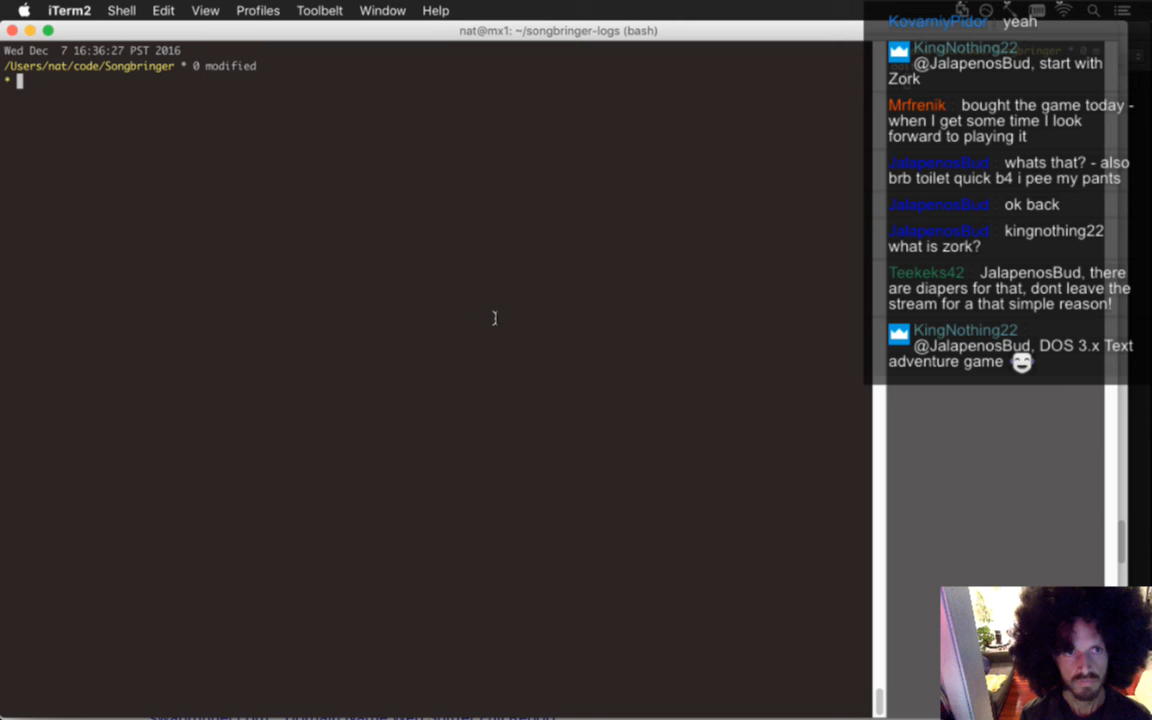 iTerm2 Shell Edit View Profiles Toolbelt Window Help
nat@mx1: ~/songbringer-logs (bash)
Wed Dec 7 16:36:27 PST 2016
/Users/nat/code/Songbringer * 0 modified
*
KovarniyPidor yeah
KingNothing22
@JalapenosBud, start with
Zork
Mrfrenik bought the game today -
when I get some time I look
forward to playing it
JalapenosBud whats that? - also
brb toilet quick b4 i pee my pants
JalapenosBud ok back
JalapenosBud kingnothing22
what is zork?
Teekeks42 JalapenosBud, there
are diapers for that, dont leave the
stream for a that simple reason!
KingNothing22
@JalapenosBud, DOS 3.x Text
adventure game